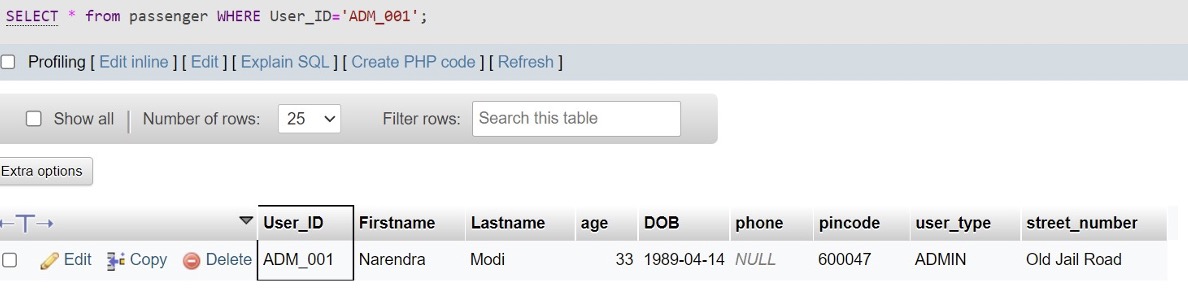 SELECT * from passenger WHERE User_ID='ADM_001';
Profiling [ Edit inline ] [ Edit ] [ Explain SQL ] [ Create PHP code ] [ Refresh ]
Show all Number of rows: 25 Filter rows: Search this table
Extra options
User_ID Firstname Lastname age DOB phone pincode user_type street_number
Edit Copy Delete ADM_001 Narendra Modi 33 1989-04-14 NULL 600047 ADMIN Old Jail Road